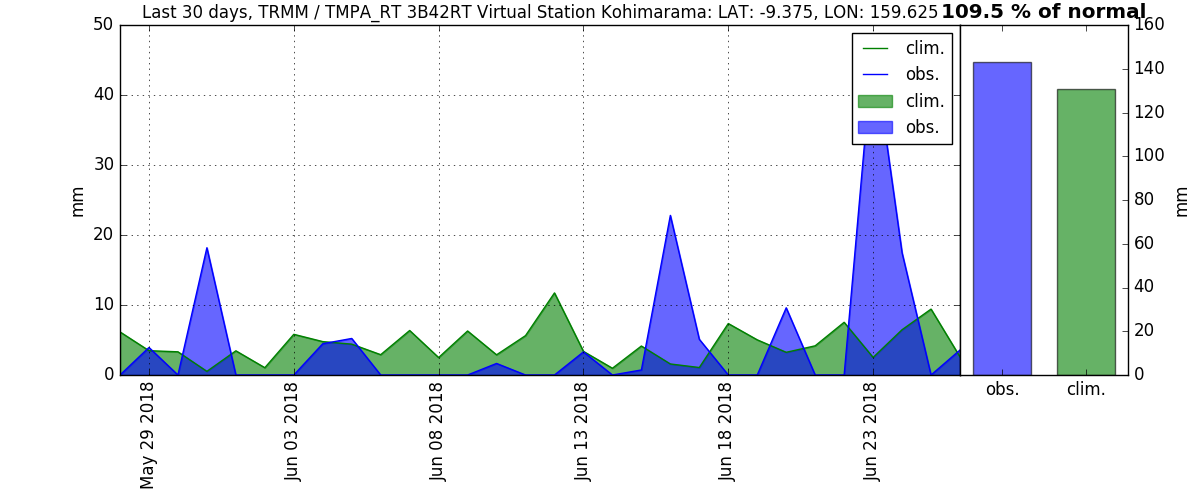 Last 30 days, TRMM / TMPA_RT 3B42RT Virtual Station Kohimarama: LAT: -9.375, LON: 159.625
109.5 % of normal
50
40
30
20
10
0
mm
clim.
obs.
clim.
obs.
160
140
120
100
80
60
40
20
0
mm
May 29 2018
Jun 03 2018
Jun 08 2018
Jun 13 2018
Jun 18 2018
Jun 23 2018
obs.
clim.